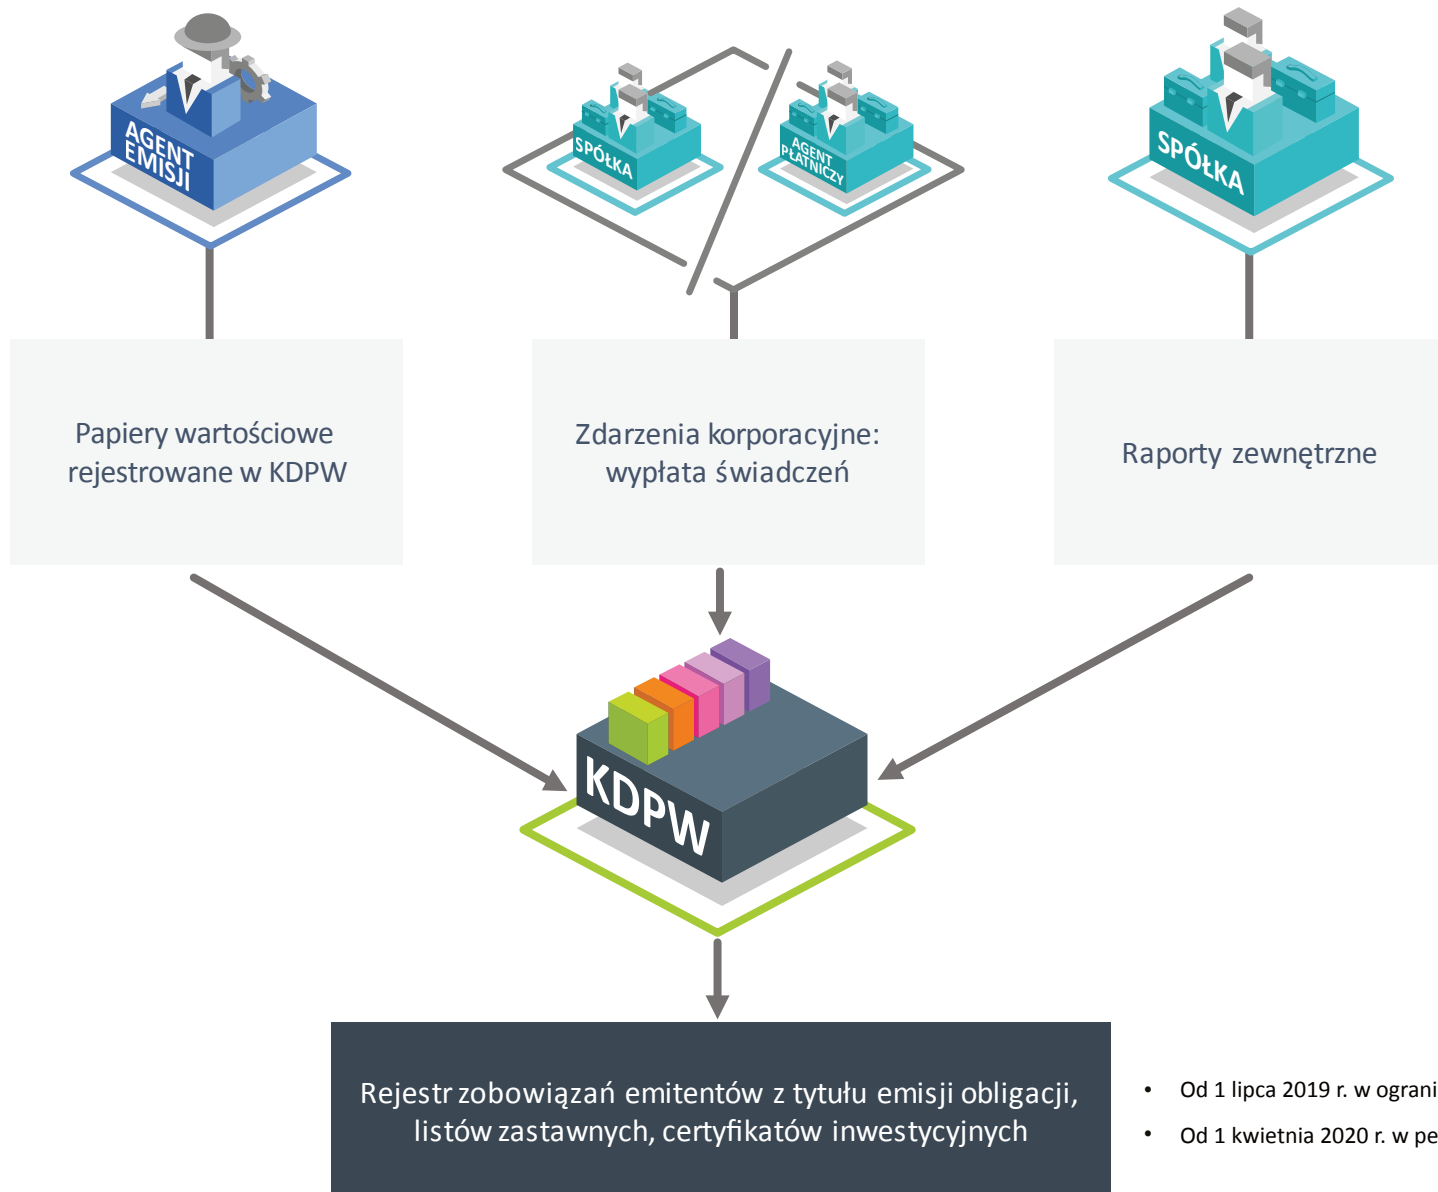 AGENT
EMISJI
SPÓŁKA
AGENT
PŁATNICZY
SPÓŁKA
Papiery wartościowe
rejestrowane w KDPW
Zdarzenia korporacyjne:
wypłata świadczeń
Raporty zewnętrzne
KDPW
Rejestr zobowiązań emitentów z tytułu emisji obligacji,
listów zastawnych, certyfikatów inwestycyjnych
• Od 1 lipca 2019 r. w ograni
• Od 1 kwietnia 2020 r. w pe